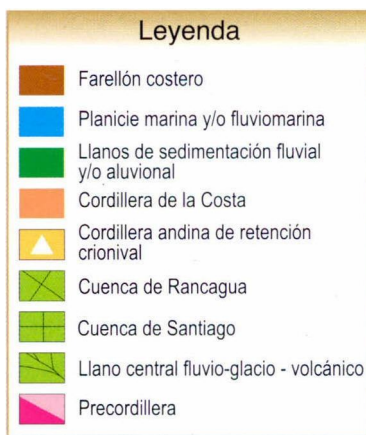 Leyenda
Farellón costero
Planicie marina y/o fluviomarina
Llanos de sedimentación fluvial
y/o aluvional
Cordillera de la Costa
Cordillera andina de retención
crionival
Cuenca de Rancagua
Cuenca de Santiago
Llano central fluvio-glacio - volcánico
Precordillera